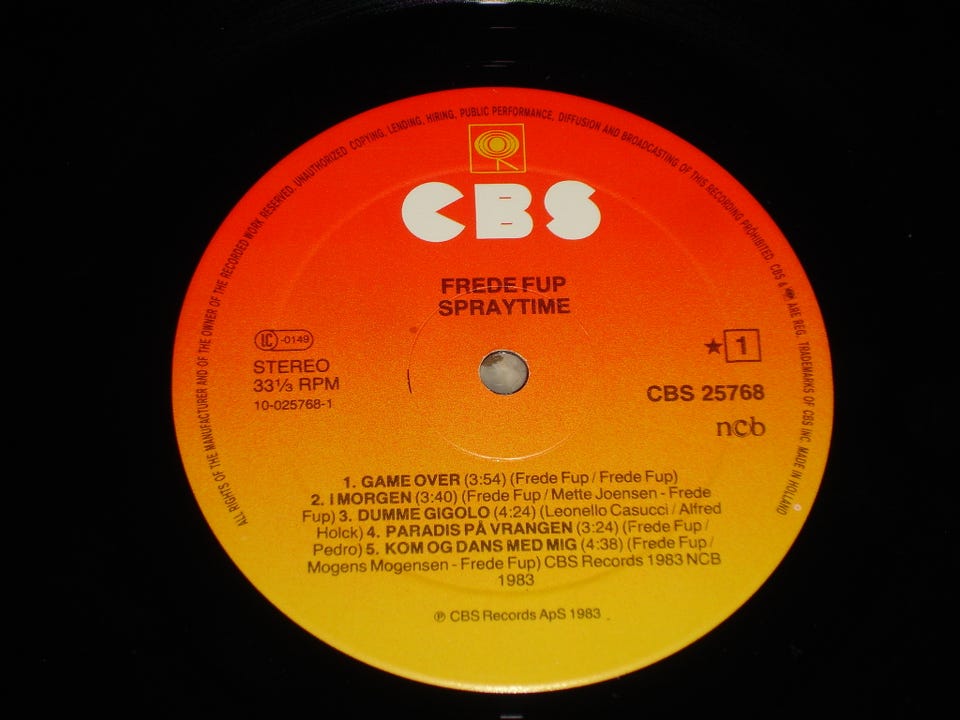 ALL RIGHTS OF THE MANUFACTURER AND OF THE OWNER OF THE RECORDED WORK RESERVED. UNAUTHORIZED COPYING, LENDING, HIRING, PUBLIC PERFORMANCE, DIFFUSION AND BROADCASTING OF THIS RECORDING PROHIBITED. CBS & ARE REG. TRADEMARKS OF CBS INC. MADE IN HOLLAND
CBS
FREDE FUP
SPRAYTIME
LC -0149
STEREO
33⅓ RPM
10-025768-1
★ 1
CBS 25768
ncb
1. GAME OVER (3:54) (Frede Fup / Frede Fup)
2. I MORGEN (3:40) (Frede Fup / Mette Joensen - Frede
Fup) 3. DUMME GIGOLO (4:24) (Leonello Casucci / Alfred
Holck) 4. PARADIS PÅ VRANGEN (3:24) (Frede Fup /
Pedro) 5. KOM OG DANS MED MIG (4:38) (Frede Fup /
Mogens Mogensen - Frede Fup) CBS Records 1983 NCB
1983
℗ CBS Records ApS 1983